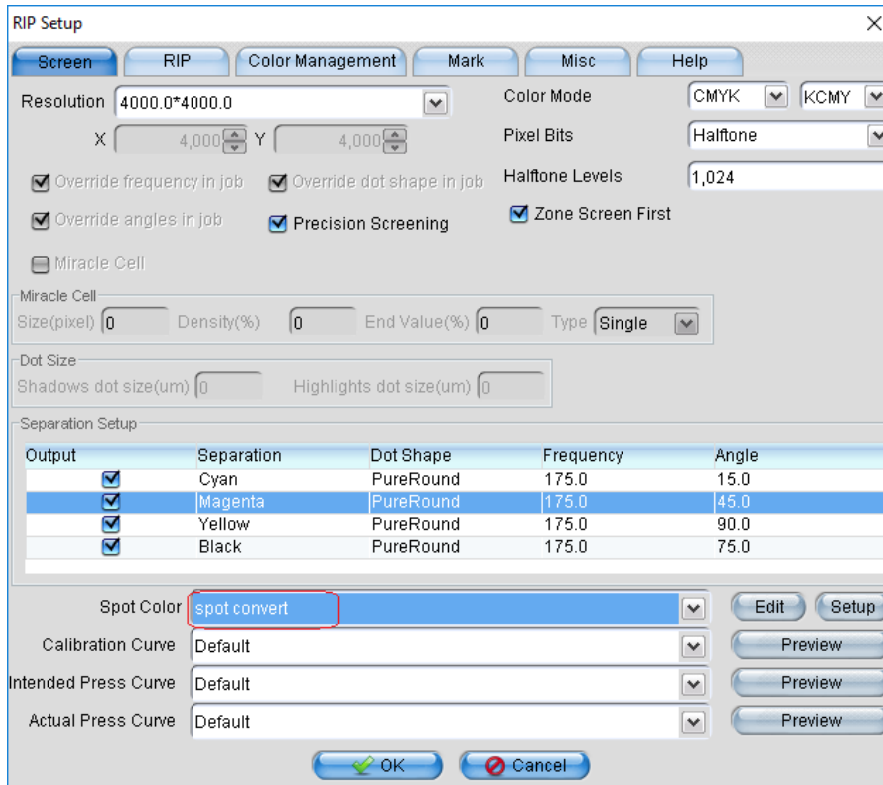 RIP Setup
Screen RIP Color Management Mark Misc Help
Resolution 4000.0*4000.0 Color Mode CMYK KCMY
X 4,000 Y 4,000 Pixel Bits Halftone
Override frequency in job Override dot shape in job Halftone Levels 1,024
Override angles in job Precision Screening Zone Screen First
Miracle Cell
Miracle Cell
Size(pixel) 0 Density(%) 0 End Value(%) 0 Type Single
Dot Size
Shadows dot size(um) 0 Highlights dot size(um) 0
Separation Setup
Output Separation Dot Shape Frequency Angle
Cyan PureRound 175.0 15.0
Magenta PureRound 175.0 45.0
Yellow PureRound 175.0 90.0
Black PureRound 175.0 75.0
Spot Color spot convert Edit Setup
Calibration Curve Default Preview
Intended Press Curve Default Preview
Actual Press Curve Default Preview
OK Cancel